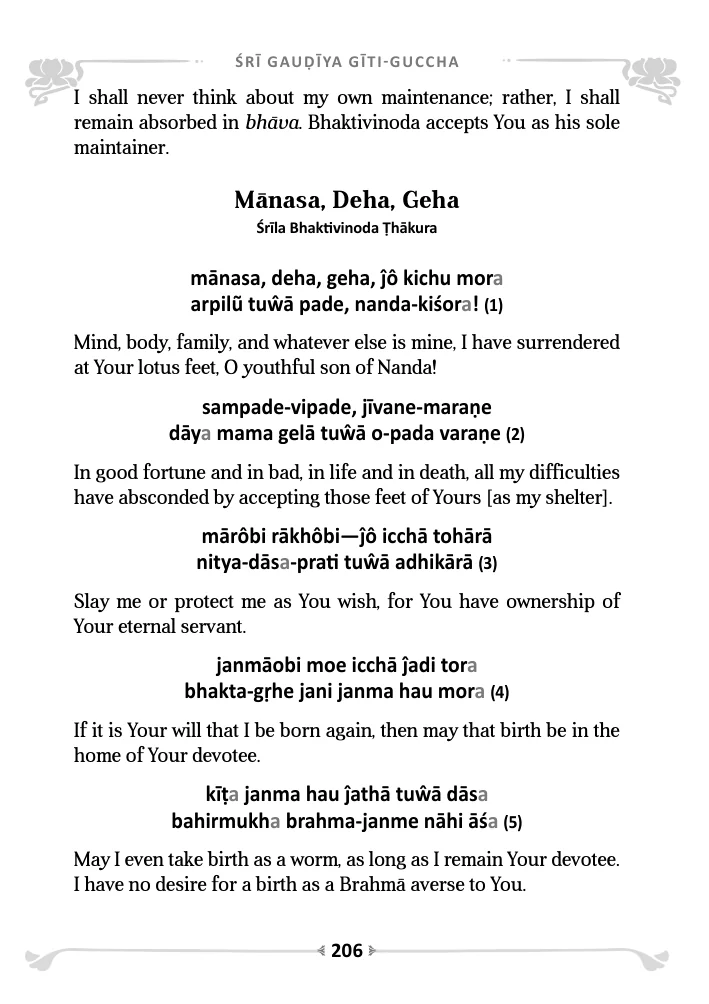 ŚRĪ GAUḌĪYA GĪTI-GUCCHA
I shall never think about my own maintenance; rather, I shall
remain absorbed in bhāva. Bhaktivinoda accepts You as his sole
maintainer.
Mānasa, Deha, Geha
Śrīla Bhaktivinoda Ṭhākura
mānasa, deha, geha, ĵô kichu mora
arpilũ tuŵā pade, nanda-kiśora! (1)
Mind, body, family, and whatever else is mine, I have surrendered
at Your lotus feet, O youthful son of Nanda!
sampade-vipade, jīvane-maraṇe
dāya mama gelā tuŵā o-pada varaṇe (2)
In good fortune and in bad, in life and in death, all my difficulties
have absconded by accepting those feet of Yours [as my shelter].
mārôbi rākhôbi—ĵô icchā tohārā
nitya-dāsa-prati tuŵā adhikārā (3)
Slay me or protect me as You wish, for You have ownership of
Your eternal servant.
janmāobi moe icchā ĵadi tora
bhakta-gṛhe jani janma hau mora (4)
If it is Your will that I be born again, then may that birth be in the
home of Your devotee.
kīṭa janma hau ĵathā tuŵā dāsa
bahirmukha brahma-janme nāhi āśa (5)
May I even take birth as a worm, as long as I remain Your devotee.
I have no desire for a birth as a Brahmā averse to You.
206